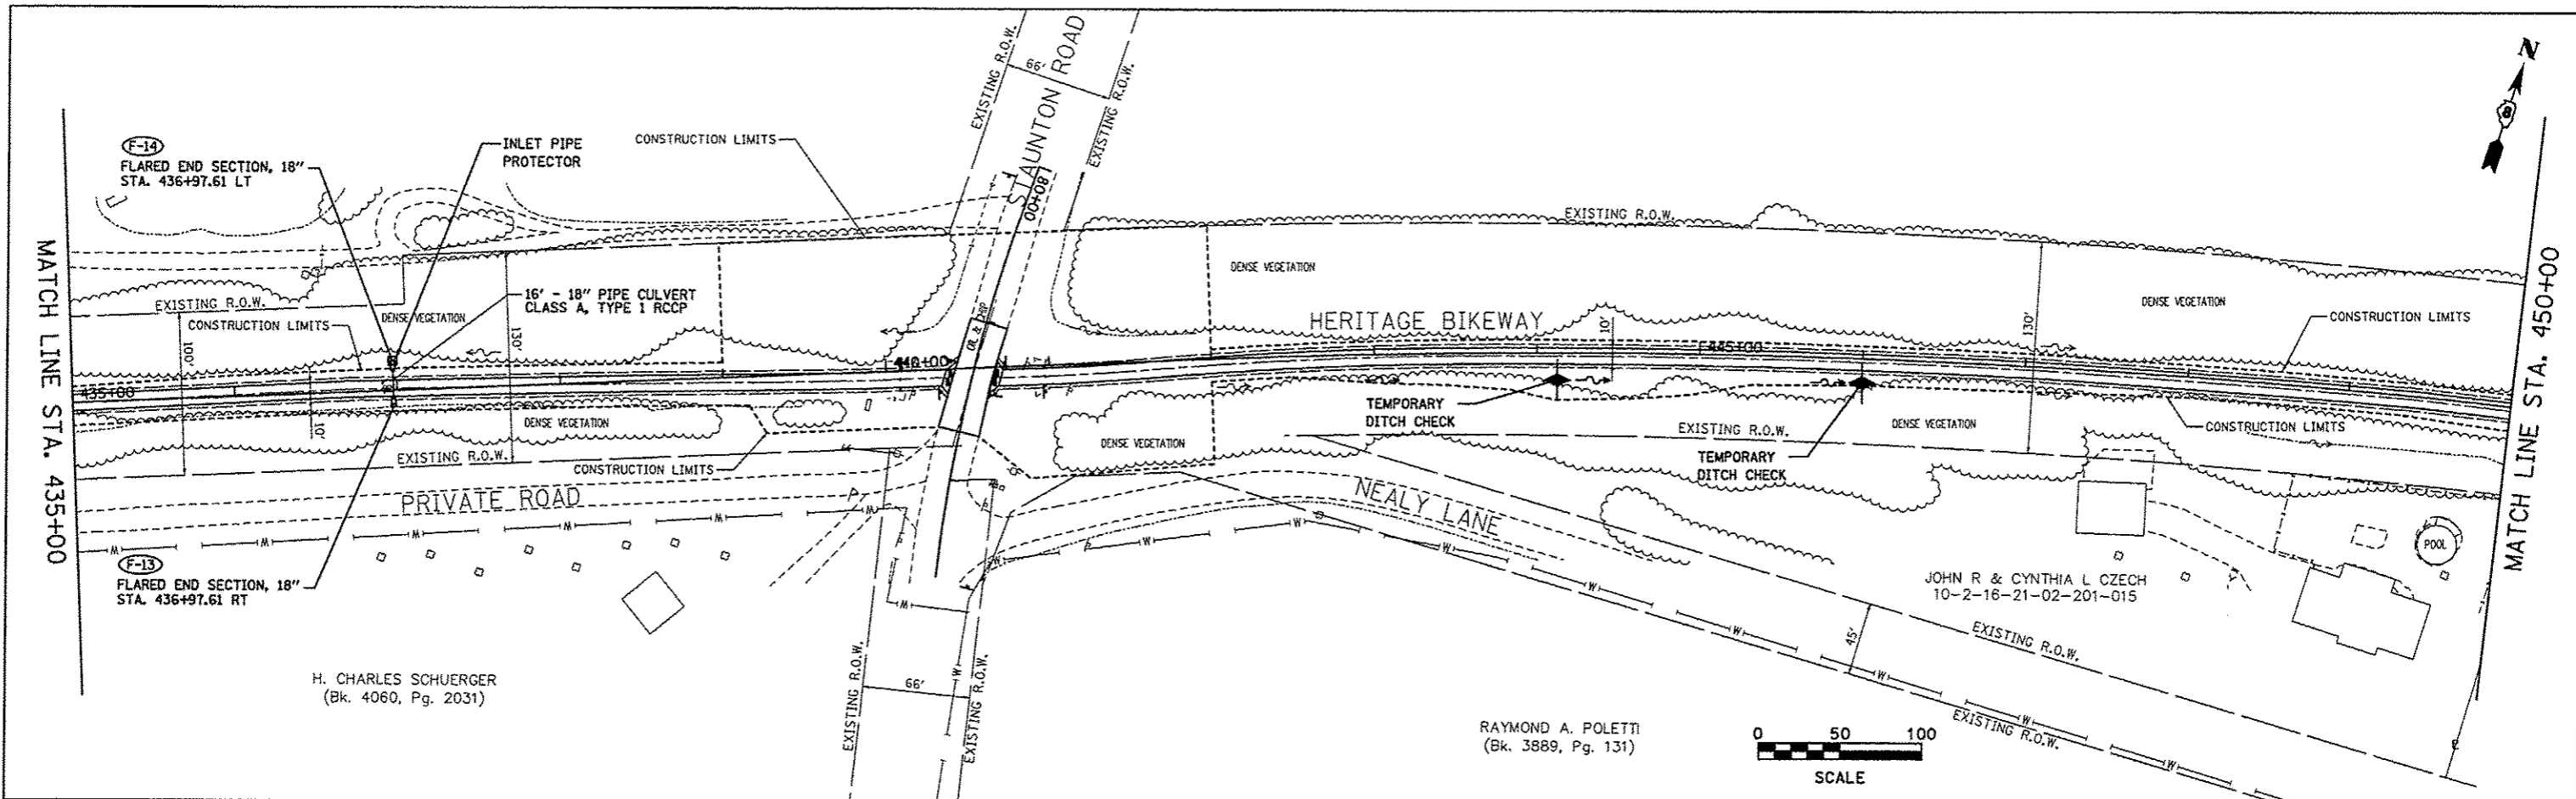 EXISTING R.O.W.
66'
STAUNTON ROAD
EXISTING R.O.W.
EXISTING R.O.W.
180+00
N
F-14
FLARED END SECTION, 18"
STA. 436+97.61 LT
INLET PIPE
PROTECTOR
CONSTRUCTION LIMITS
MATCH LINE STA. 435+00
EXISTING R.O.W.
CONSTRUCTION LIMITS
100'
DENSE VEGETATION
130'
16' - 18" PIPE CULVERT
CLASS A, TYPE 1 RCCP
OIL & CHIP
EXISTING R.O.W.
DENSE VEGETATION
HERITAGE BIKEWAY
10'
130'
DENSE VEGETATION
CONSTRUCTION LIMITS
MATCH LINE STA. 450+00
435+00
440+00
445+00
10'
DENSE VEGETATION
EXISTING R.O.W.
CONSTRUCTION LIMITS
DENSE VEGETATION
TEMPORARY
DITCH CHECK
EXISTING R.O.W.
TEMPORARY
DITCH CHECK
DENSE VEGETATION
CONSTRUCTION LIMITS
PRIVATE ROAD
NEALY LANE
F-13
FLARED END SECTION, 18"
STA. 436+97.61 RT
POOL
JOHN R & CYNTHIA L CZECH
10-2-16-21-02-201-015
45'
EXISTING R.O.W.
EXISTING R.O.W.
H. CHARLES SCHUERGER
(Bk. 4060, Pg. 2031)
EXISTING R.O.W.
66'
EXISTING R.O.W.
RAYMOND A. POLETTI
(Bk. 3889, Pg. 131)
0 50 100
SCALE